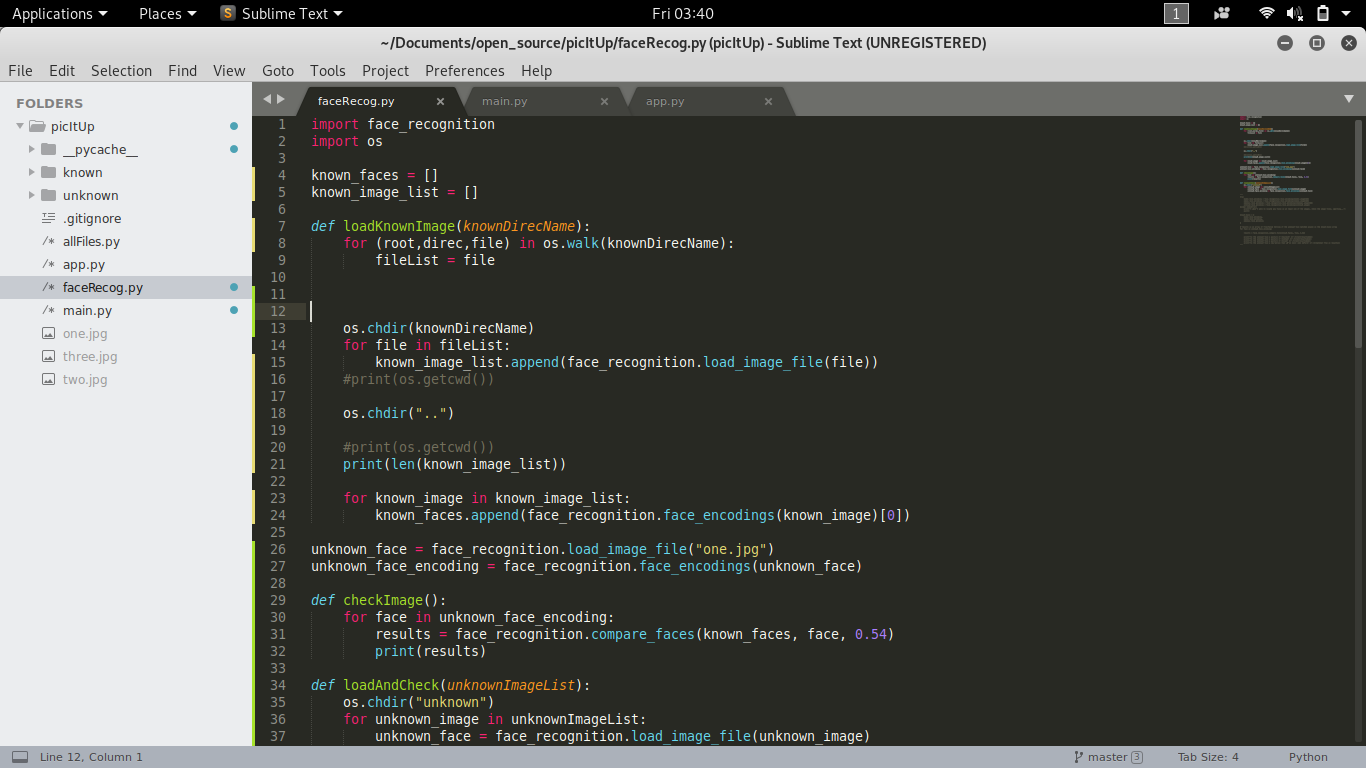 Applications Places Sublime Text Fri 03:40 1
~/Documents/open_source/picItUp/faceRecog.py (picItUp) - Sublime Text (UNREGISTERED)
File Edit Selection Find View Goto Tools Project Preferences Help
FOLDERS
picItUp
__pycache__
known
unknown
.gitignore
allFiles.py
app.py
faceRecog.py
main.py
one.jpg
three.jpg
two.jpg
faceRecog.py main.py app.py
1 import face_recognition
2 import os
3
4 known_faces = []
5 known_image_list = []
6
7 def loadKnownImage(knownDirecName):
8     for (root,direc,file) in os.walk(knownDirecName):
9         fileList = file
10
11
12
13     os.chdir(knownDirecName)
14     for file in fileList:
15         known_image_list.append(face_recognition.load_image_file(file))
16     #print(os.getcwd())
17
18     os.chdir("..")
19
20     #print(os.getcwd())
21     print(len(known_image_list))
22
23     for known_image in known_image_list:
24         known_faces.append(face_recognition.face_encodings(known_image)[0])
25
26 unknown_face = face_recognition.load_image_file("one.jpg")
27 unknown_face_encoding = face_recognition.face_encodings(unknown_face)
28
29 def checkImage():
30     for face in unknown_face_encoding:
31         results = face_recognition.compare_faces(known_faces, face, 0.54)
32         print(results)
33
34 def loadAndCheck(unknownImageList):
35     os.chdir("unknown")
36     for unknown_image in unknownImageList:
37         unknown_face = face_recognition.load_image_file(unknown_image)
Line 12, Column 1 master 3 Tab Size: 4 Python